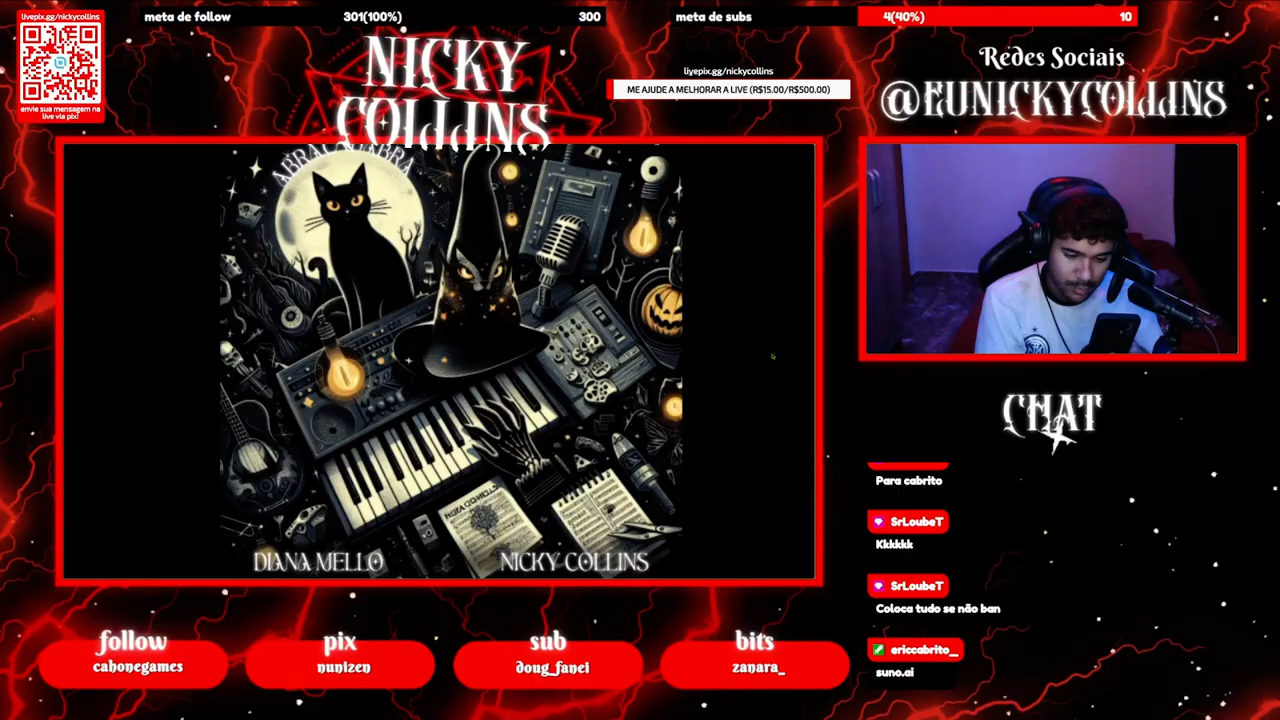 livepix.gg/nickycollins
envie sua mensagem na
live via pix!
meta de follow
301(100%)
300
meta de subs
4(40%)
10
NICKY
COLLINS
livepix.gg/nickycollins
ME AJUDE A MELHORAR A LIVE (R$15.00/R$500.00)
Redes Sociais
@EUNICKYCOLLINS
DIANA MELLO
NICKY COLLINS
CHAT
Para cabrito
SrLoubeT
Kkkkkk
SrLoubeT
Coloca tudo se não ban
ericcabrito_
suno.ai
follow
cahonegames
pix
nunizen
sub
doug_fanei
bits
zanara_